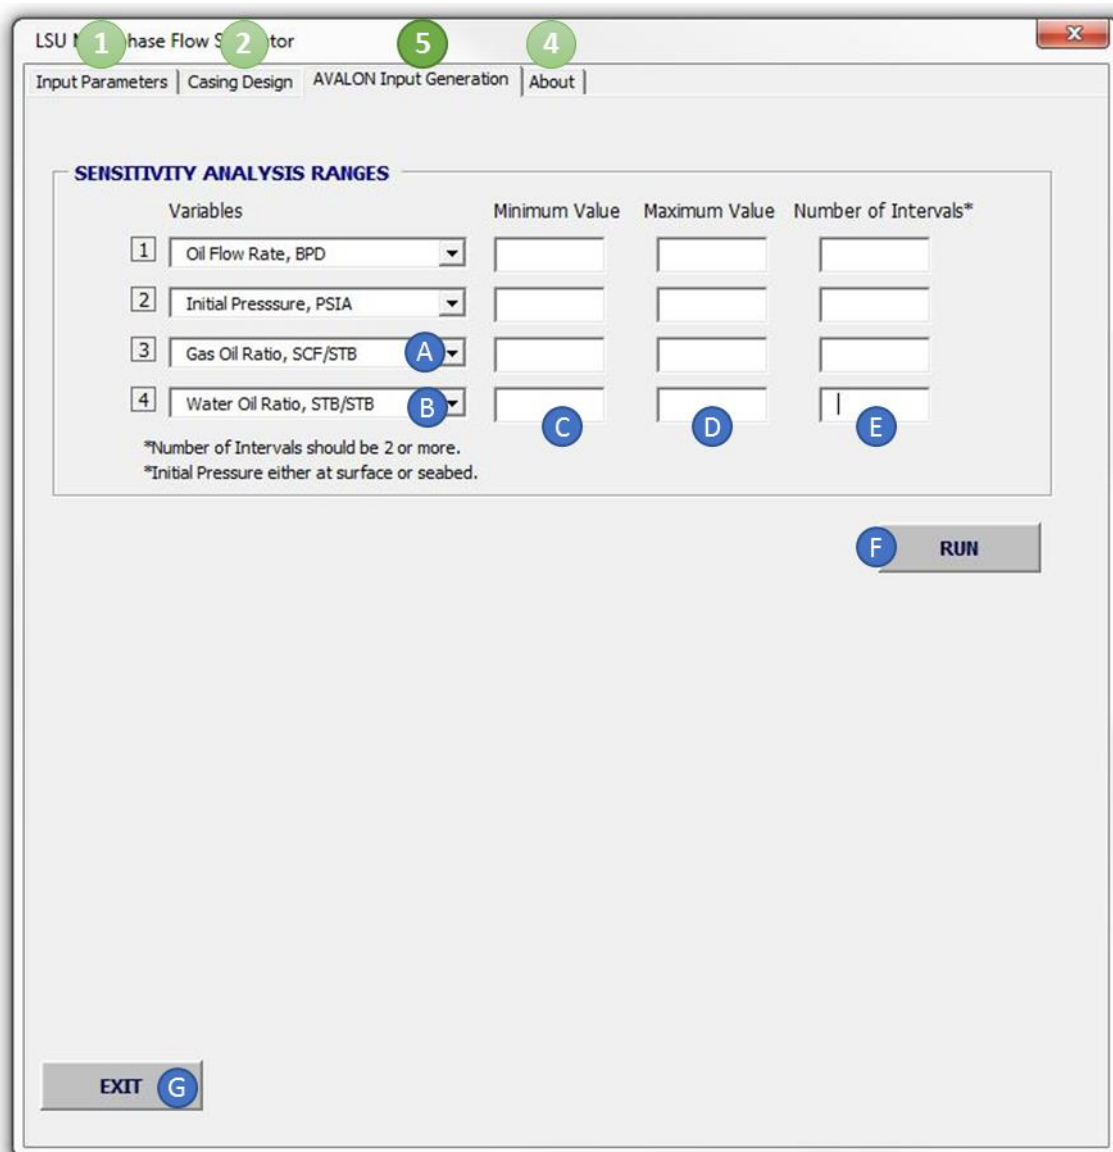 LSU hase Flow S tor
1 2 5 4
Input Parameters Casing Design AVALON Input Generation About
SENSITIVITY ANALYSIS RANGES
Variables Minimum Value Maximum Value Number of Intervals*
1 Oil Flow Rate, BPD
2 Initial Presssure, PSIA
3 Gas Oil Ratio, SCF/STB A
4 Water Oil Ratio, STB/STB B
C D E
*Number of Intervals should be 2 or more.
*Initial Pressure either at surface or seabed.
F RUN
EXIT G